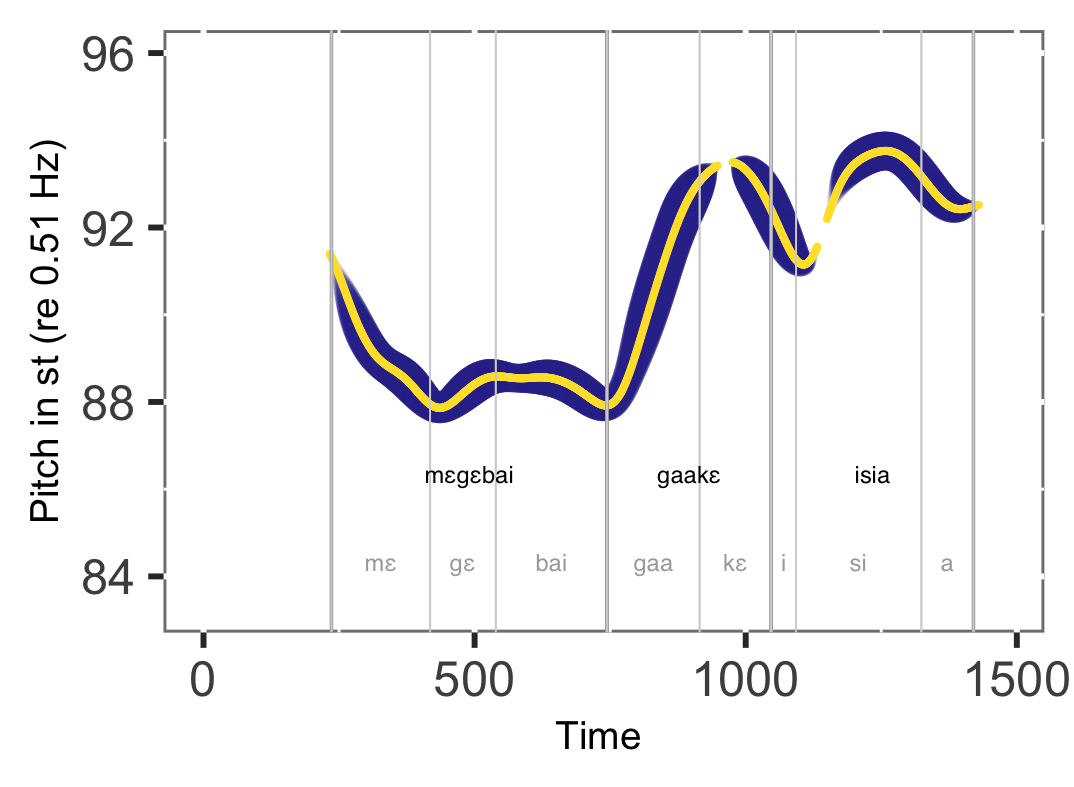 96
92
88
84
Pitch in st (re 0.51 Hz)
mɛgɛbai gaakɛ isia
mɛ gɛ bai gaa kɛ i si a
0 500 1000 1500
Time